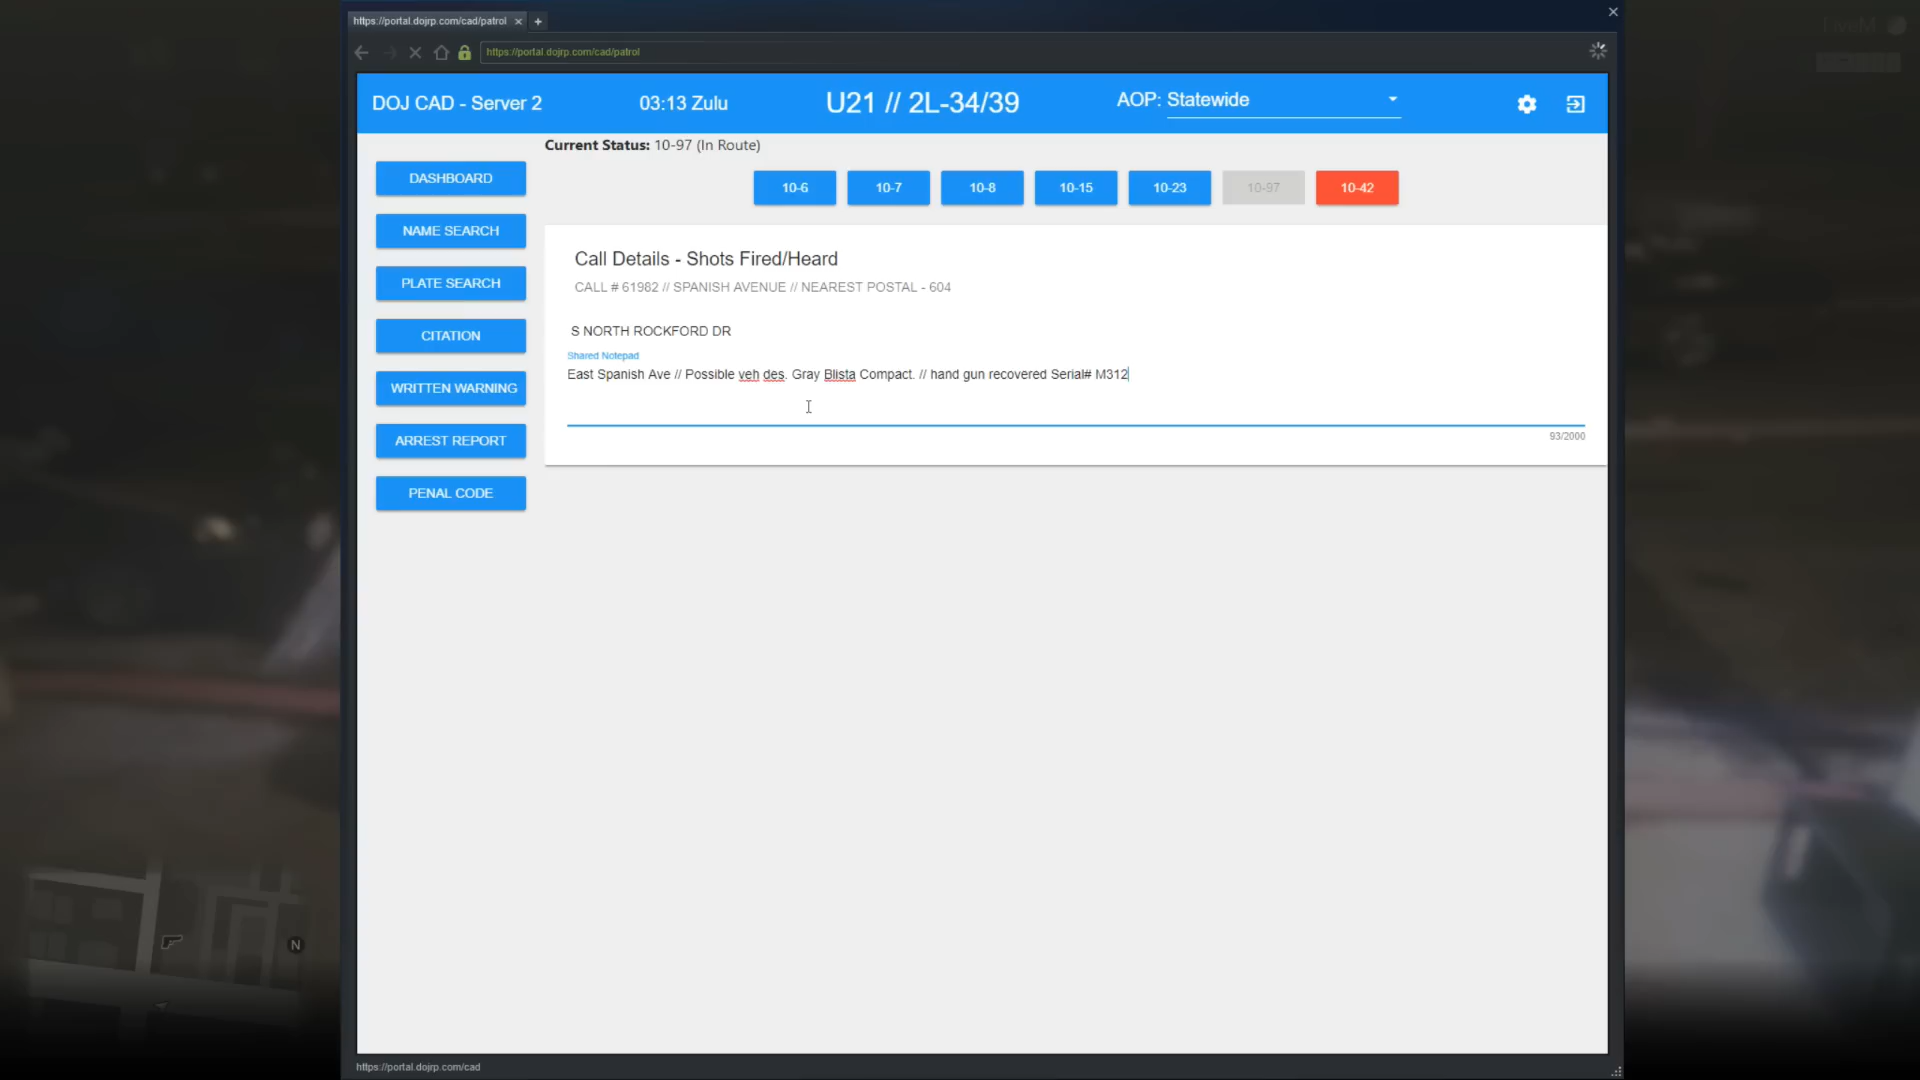 https://portal.dojrp.com/cad/patrol
LiveM
https://portal.dojrp.com/cad/patrol
DOJ CAD - Server 2
03:13 Zulu
U21 // 2L-34/39
AOP: Statewide
Current Status: 10-97 (In Route)
10-6
10-7
10-8
10-15
10-23
10-97
10-42
DASHBOARD
NAME SEARCH
PLATE SEARCH
CITATION
WRITTEN WARNING
ARREST REPORT
PENAL CODE
Call Details - Shots Fired/Heard
CALL # 61982 // SPANISH AVENUE // NEAREST POSTAL - 604
S NORTH ROCKFORD DR
Shared Notepad
East Spanish Ave // Possible veh des. Gray Blista Compact. // hand gun recovered Serial# M312
93/2000
N
https://portal.dojrp.com/cad